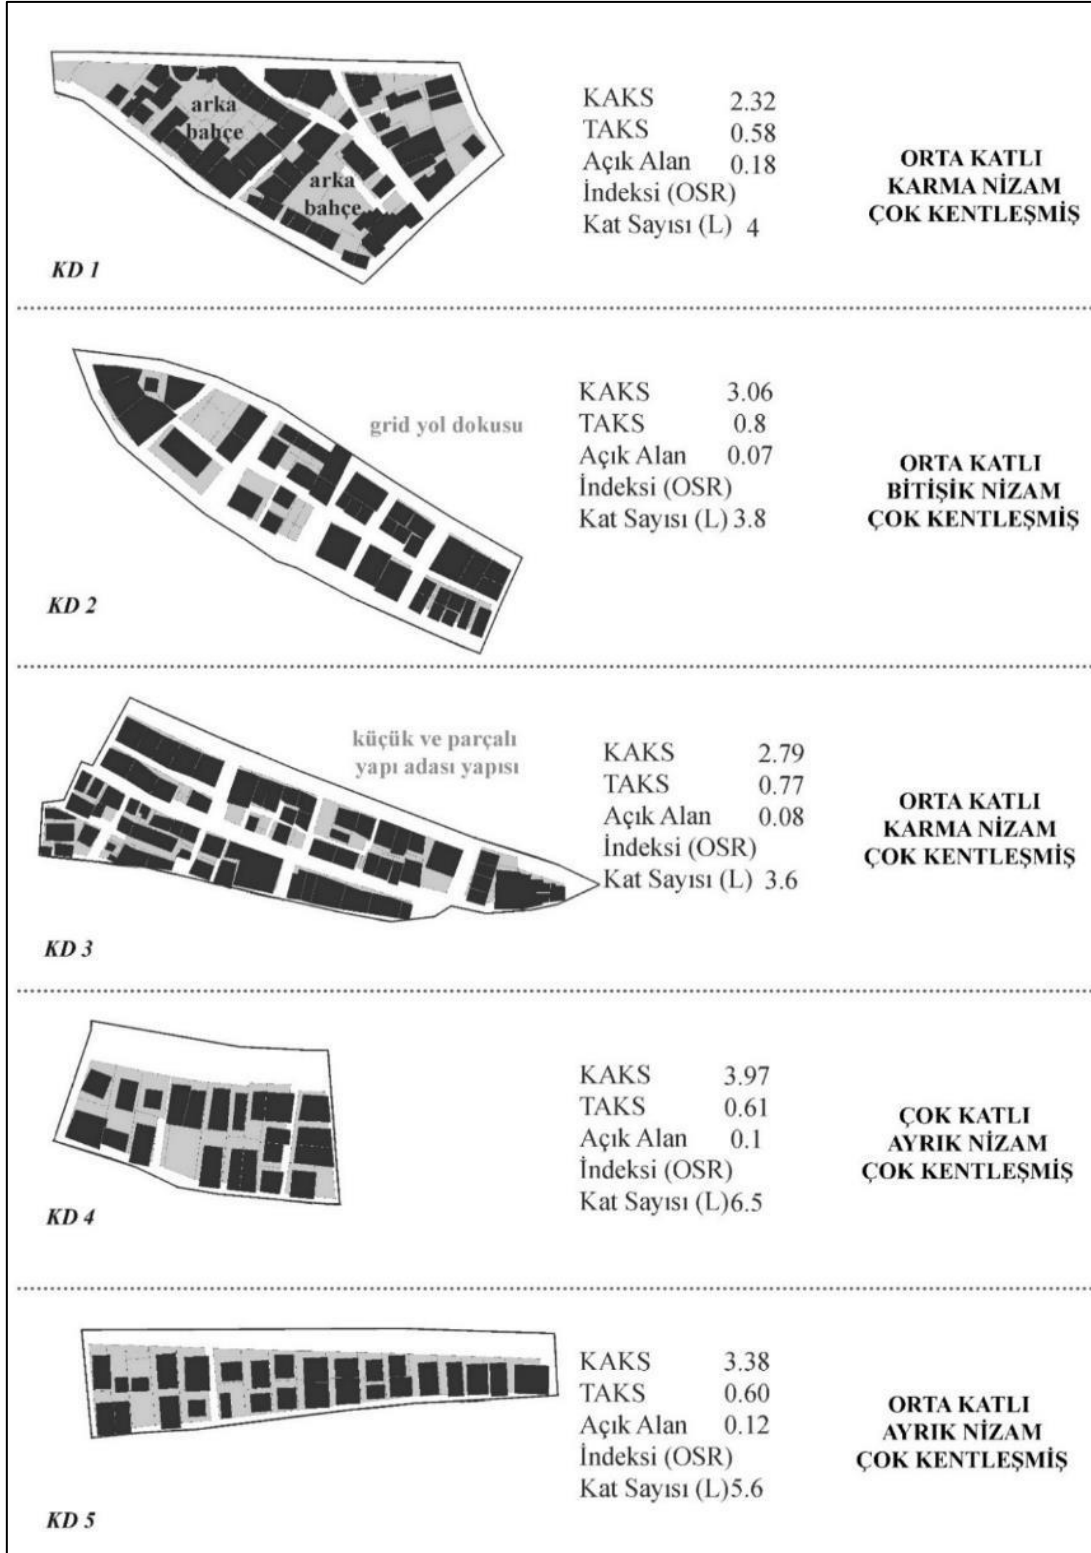 arka
bahçe
arka
bahçe
KD 1
KAKS 2.32
TAKS 0.58
Açık Alan 0.18
İndeksi (OSR)
Kat Sayısı (L) 4
ORTA KATLI
KARMA NİZAM
ÇOK KENTLEŞMİŞ
grid yol dokusu
KD 2
KAKS 3.06
TAKS 0.8
Açık Alan 0.07
İndeksi (OSR)
Kat Sayısı (L) 3.8
ORTA KATLI
BİTİŞİK NİZAM
ÇOK KENTLEŞMİŞ
küçük ve parçalı
yapı adası yapısı
KD 3
KAKS 2.79
TAKS 0.77
Açık Alan 0.08
İndeksi (OSR)
Kat Sayısı (L) 3.6
ORTA KATLI
KARMA NİZAM
ÇOK KENTLEŞMİŞ
KD 4
KAKS 3.97
TAKS 0.61
Açık Alan 0.1
İndeksi (OSR)
Kat Sayısı (L)6.5
ÇOK KATLI
AYRIK NİZAM
ÇOK KENTLEŞMİŞ
KD 5
KAKS 3.38
TAKS 0.60
Açık Alan 0.12
İndeksi (OSR)
Kat Sayısı (L)5.6
ORTA KATLI
AYRIK NİZAM
ÇOK KENTLEŞMİŞ